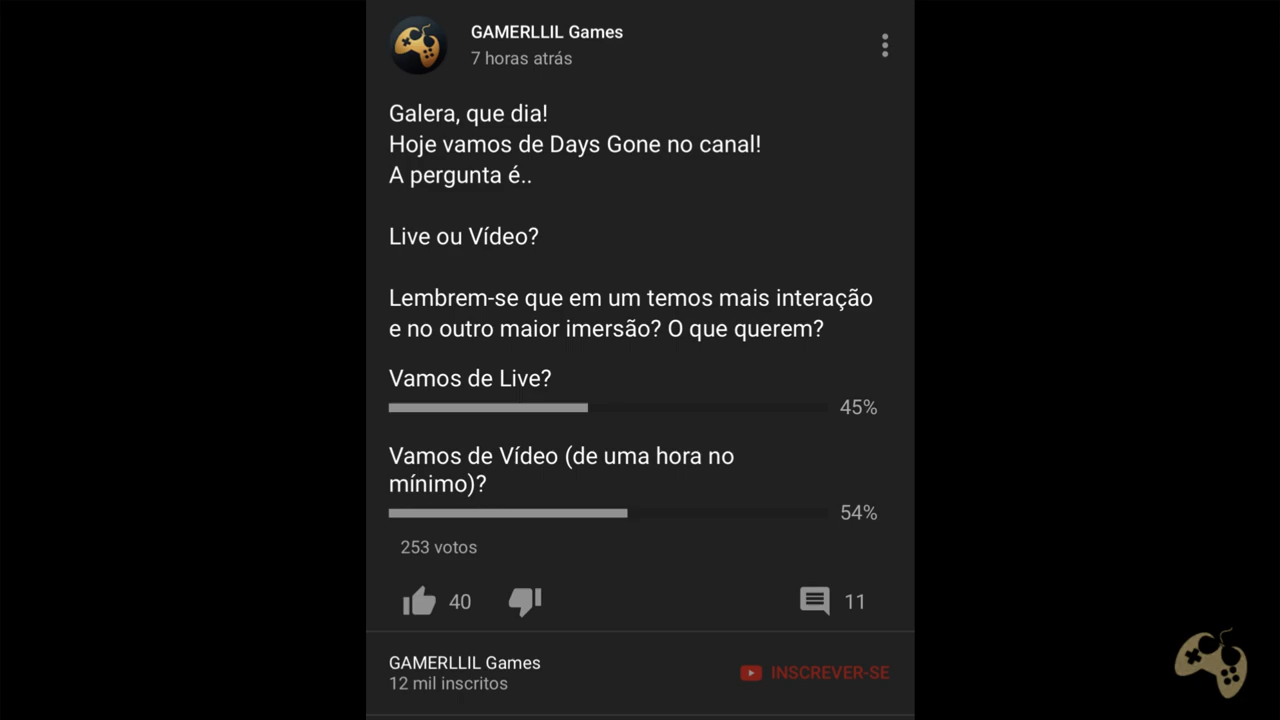 GAMERLLIL Games
7 horas atrás
Galera, que dia!
Hoje vamos de Days Gone no canal!
A pergunta é..
Live ou Vídeo?
Lembrem-se que em um temos mais interação
e no outro maior imersão? O que querem?
Vamos de Live?
45%
Vamos de Vídeo (de uma hora no
mínimo)?
54%
253 votos
40
11
GAMERLLIL Games
12 mil inscritos
INSCREVER-SE